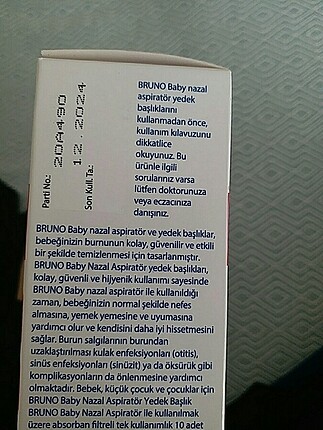 BRUNO Baby nazal
aspiratör yedek
başlıklarını
kullanmadan önce,
kullanım kılavuzunu
dikkatlice
okuyunuz. Bu
ürünle ilgili
sorularınız varsa
lütfen doktorunuza
veya eczacınıza
danışınız.
Parti No.: 20A490
Son Kull. Ta.: 12.2024
BRUNO Baby nazal aspiratör ve yedek başlıklar,
bebeğinizin burnunun kolay, güvenilir ve etkili
bir şekilde temizlenmesi için tasarlanmıştır.
BRUNO Baby Nazal Aspiratör yedek başlıkları,
kolay, güvenli ve hijyenik kullanımı sayesinde
BRUNO Baby nazal aspiratör ile kullanıldığı
zaman, bebeğinizin normal şekilde nefes
almasına, yemek yemesine ve uyumasına
yardımcı olur ve kendisini daha iyi hissetmesini
sağlar. Burun salgılarının burundan
uzaklaştırılması kulak enfeksiyonları (otitis),
sinüs enfeksiyonları (sinüzit) ya da öksürük gibi
komplikasyonların da önlenmesine yardımcı
olmaktadır. Bebek, küçük çocuk ve çocuklar için
BRUNO Baby Nazal Aspiratör Yedek Başlık
BRUNO Baby Nazal Aspiratör ile kullanılmak
üzere absorban filtreli tek kullanımlık 10 adet